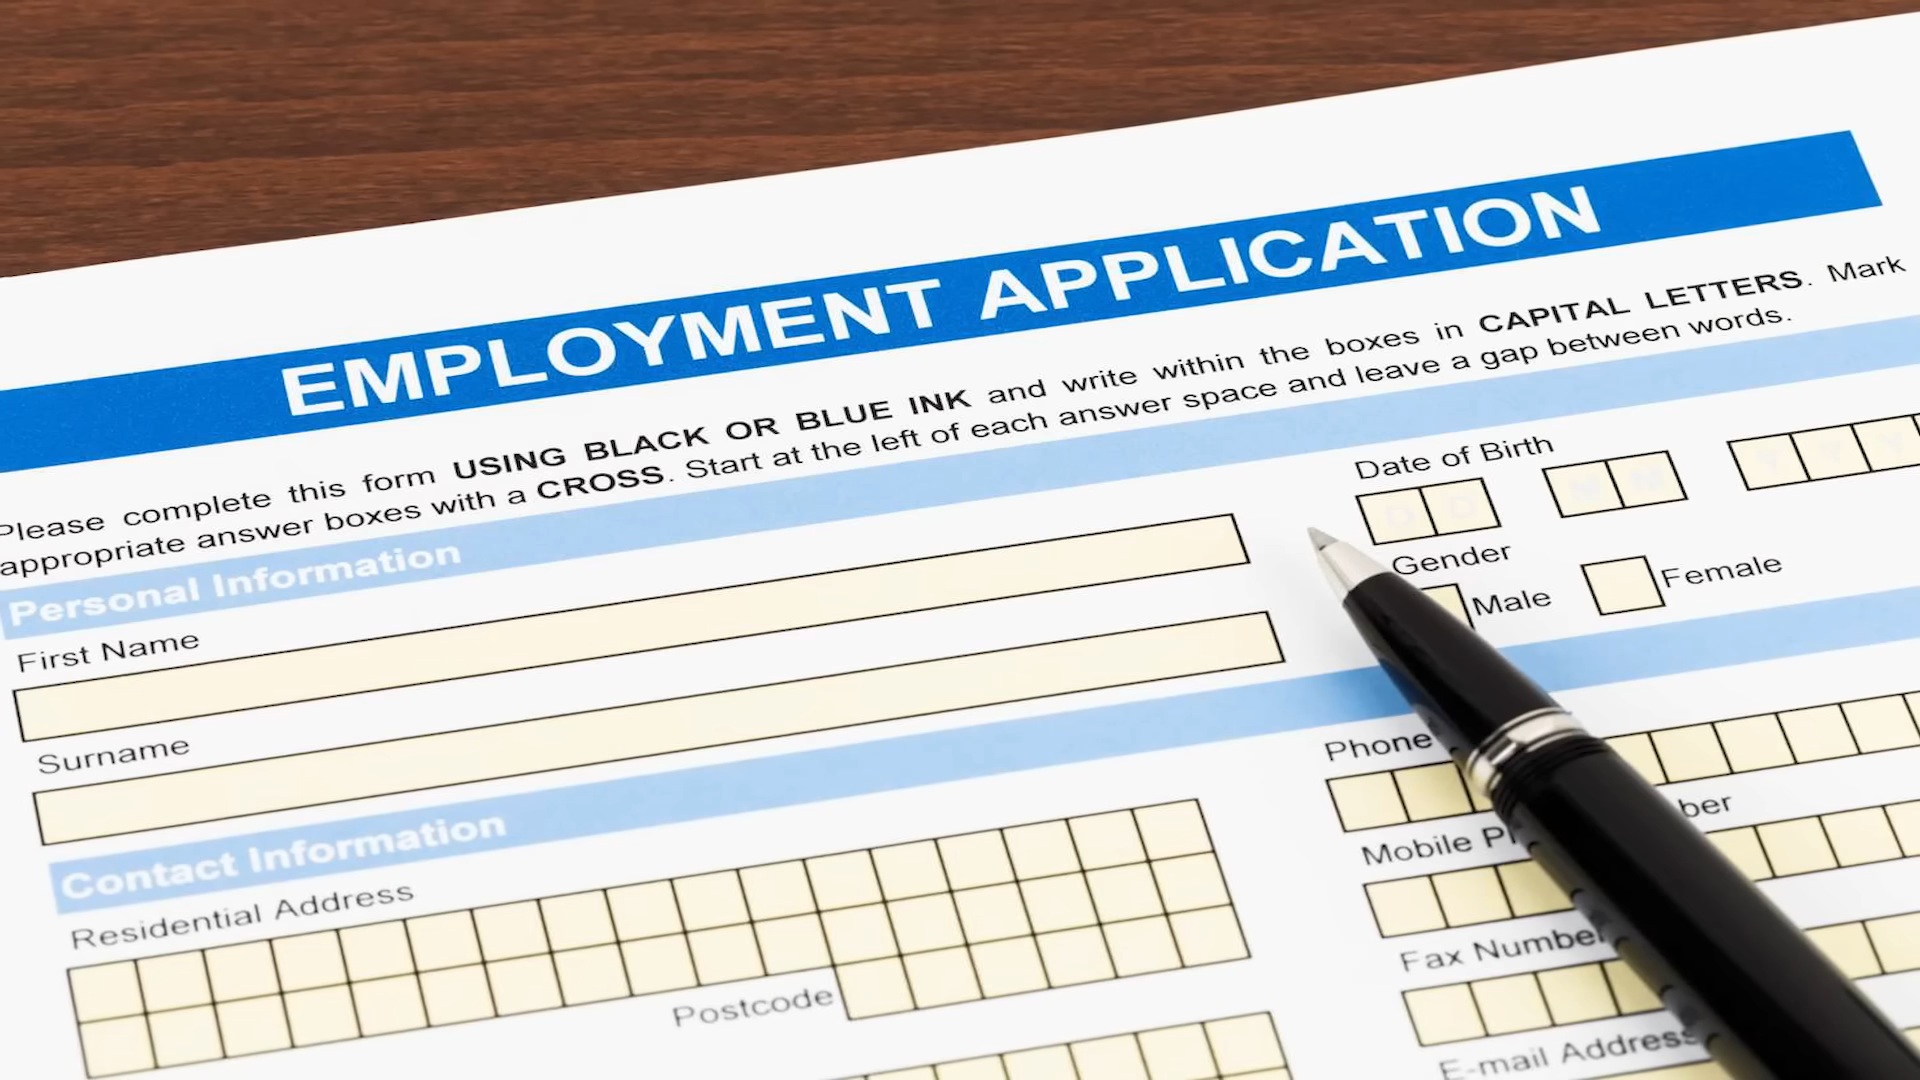 EMPLOYMENT APPLICATION
Please complete this form USING BLACK OR BLUE INK and write within the boxes in CAPITAL LETTERS. Mark
appropriate answer boxes with a CROSS. Start at the left of each answer space and leave a gap between words.
Personal Information
First Name
Surname
Date of Birth
D D M M Y Y Y
Gender
Male Female
Contact Information
Residential Address
Postcode
Phone
Mobile
Fax Number
E-mail Address